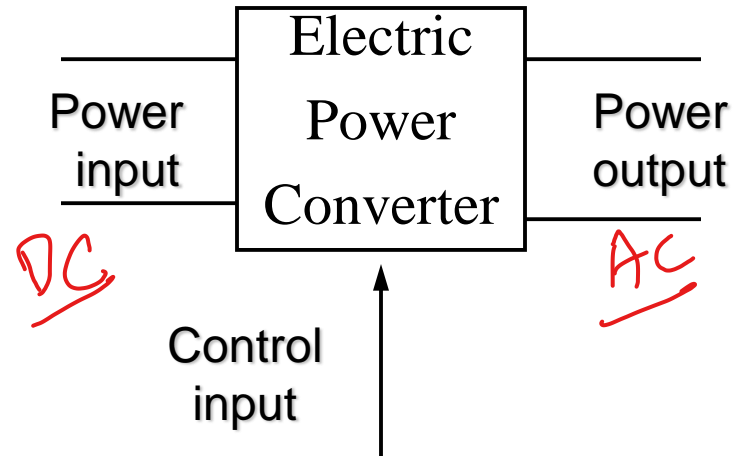 Electric
Power
Converter
Power
input
Power
output
DC
AC
Control
input